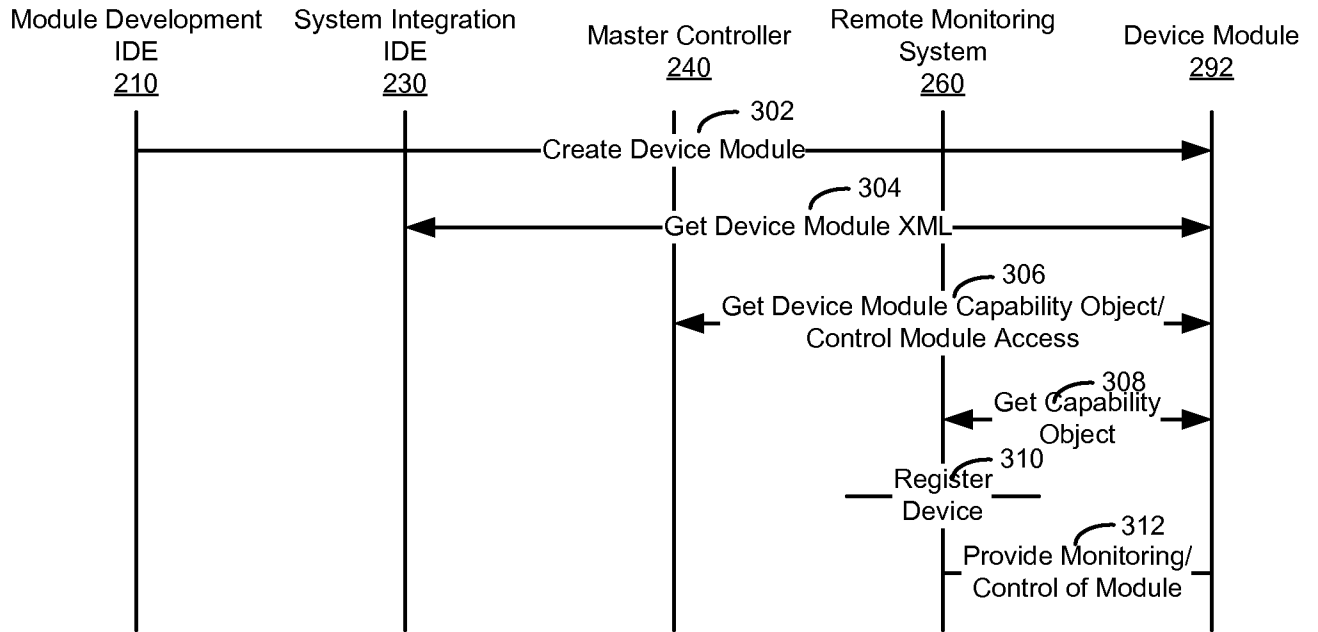 Module Development
IDE
210
System Integration
IDE
230
Master Controller
240
Remote Monitoring
System
260
Device Module
292
302
Create Device Module
304
Get Device Module XML
306
Get Device Module Capability Object/
Control Module Access
308
Get Capability
Object
310
Register
Device
312
Provide Monitoring/
Control of Module